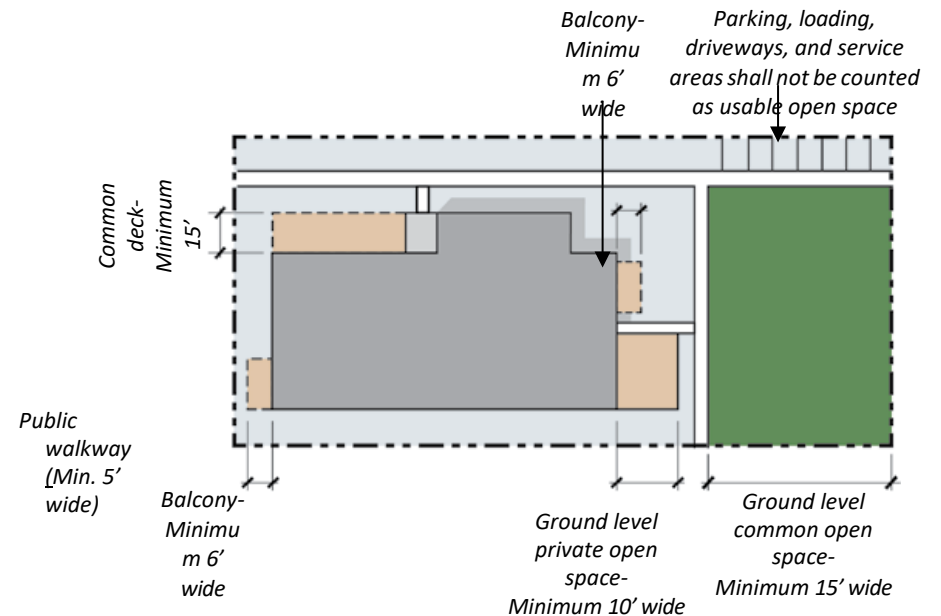 Balcony-
Minimu
m 6'
wide
Parking, loading,
driveways, and service
areas shall not be counted
as usable open space
Common
deck-
Minimum
15'
Public
walkway
(Min. 5'
wide)
Balcony-
Minimu
m 6'
wide
Ground level
private open
space-
Minimum 10' wide
Ground level
common open
space-
Minimum 15' wide